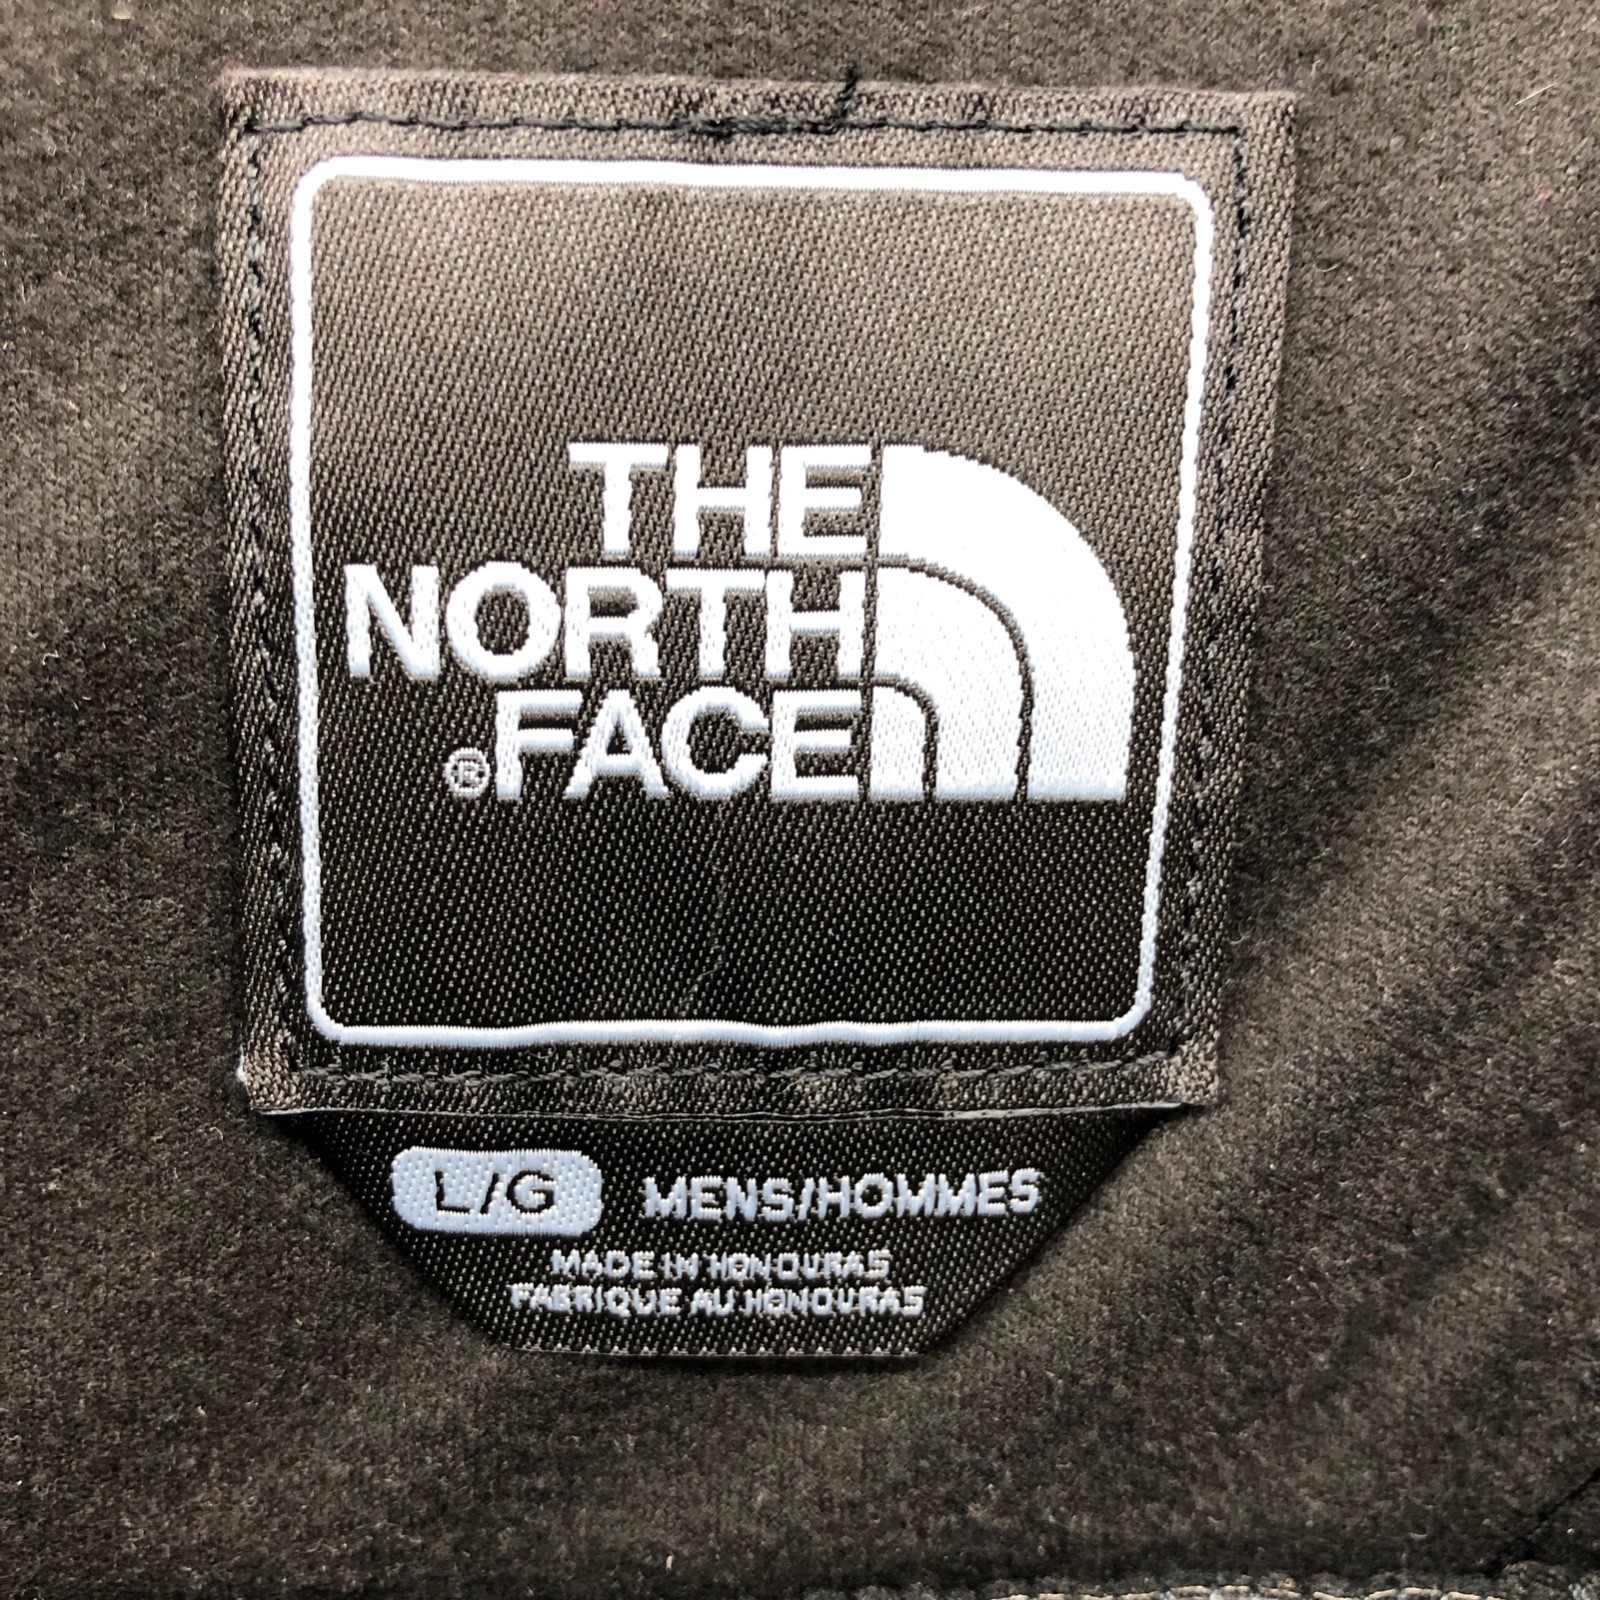 THE
NORTH
®FACE
L/G MENS/HOMMES
MADE IN HONDURAS
FABRIQUE AU HONDURAS